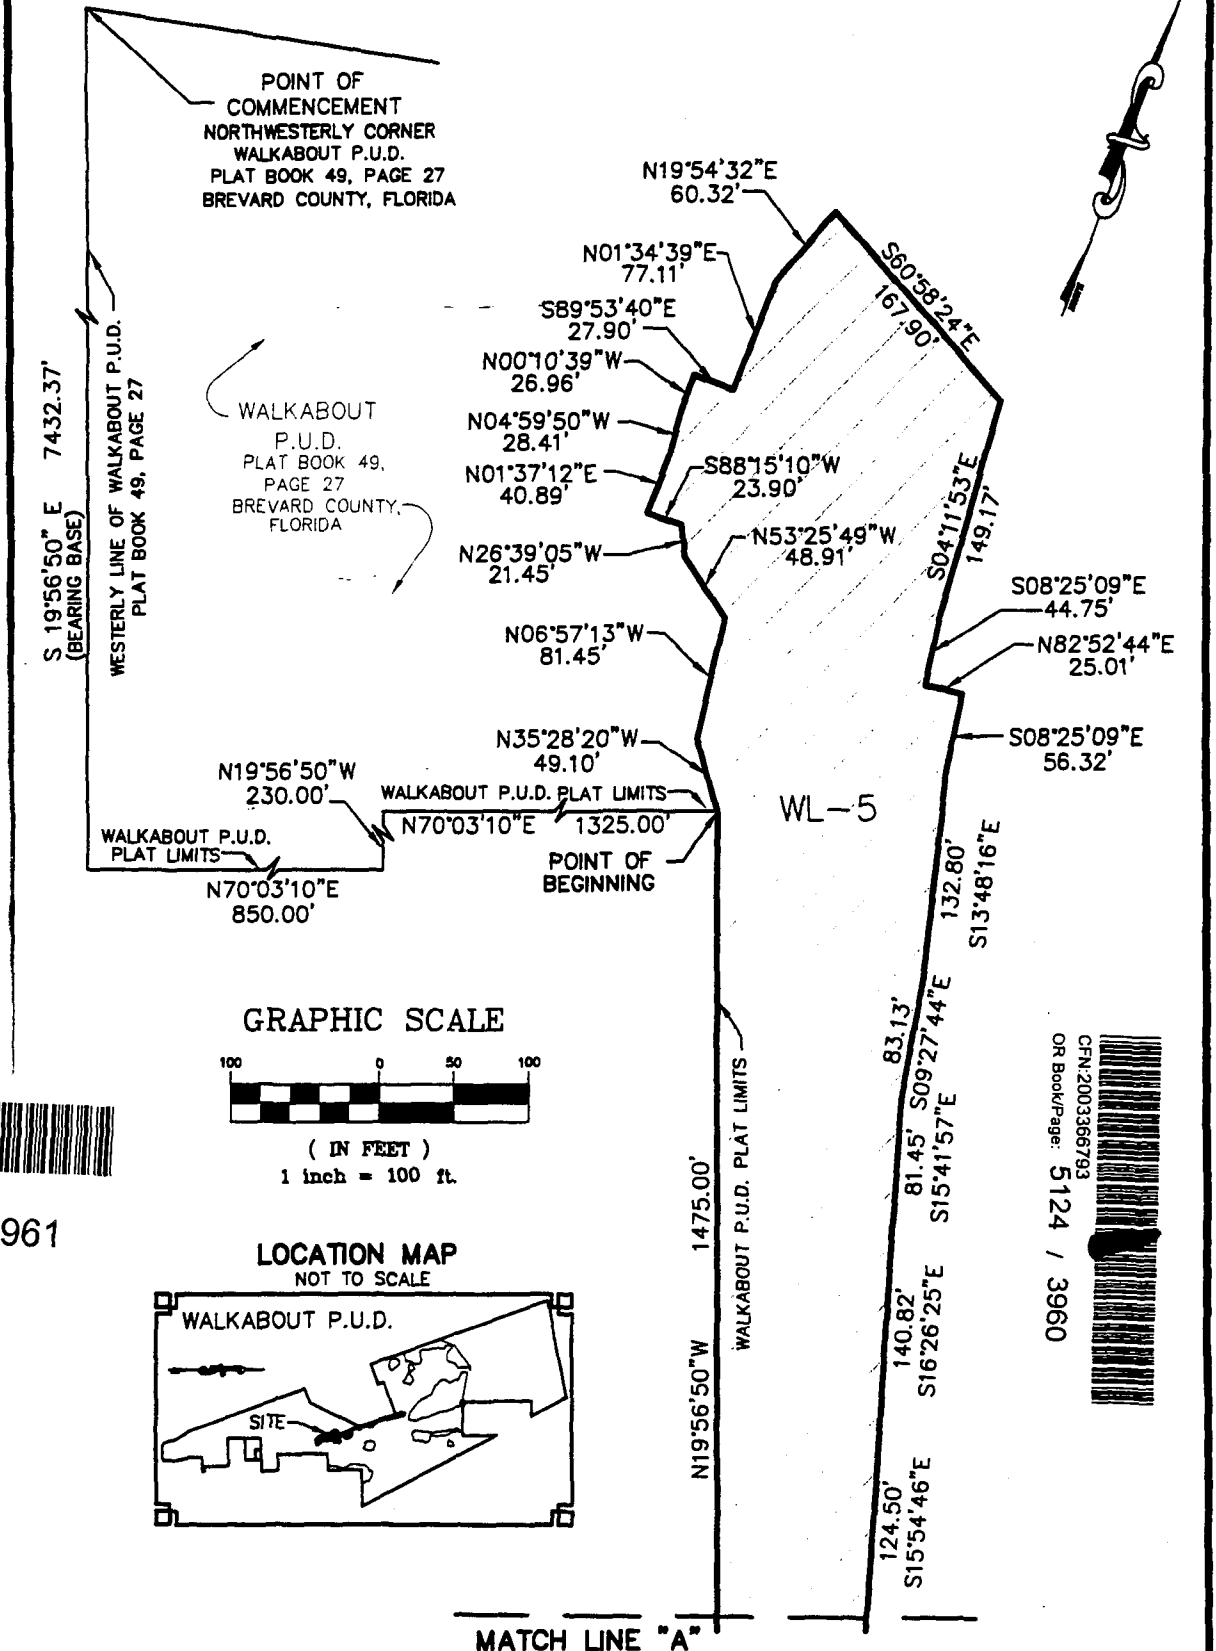 POINT OF
COMMENCEMENT
NORTHWESTERLY CORNER
WALKABOUT P.U.D.
PLAT BOOK 49, PAGE 27
BREVARD COUNTY, FLORIDA
N19°54'32"E
60.32'
N01°34'39"E
77.11'
S89°53'40"E
27.90'
N00°10'39"W
26.96'
N04°59'50"W
28.41'
N01°37'12"E
40.89'
S88°15'10"W
23.90'
N26°39'05"W
21.45'
N53°25'49"W
48.91'
N06°57'13"W
81.45'
N35°28'20"W
49.10'
S60°58'24"E
167.90'
S04°11'53"E
149.17'
S08°25'09"E
44.75'
N82°52'44"E
25.01'
S08°25'09"E
56.32'
S 19°56'50" E 7432.37'
(BEARING BASE)
WESTERLY LINE OF WALKABOUT P.U.D.
PLAT BOOK 49, PAGE 27
WALKABOUT
P.U.D.
PLAT BOOK 49,
PAGE 27
BREVARD COUNTY,
FLORIDA
N19°56'50"W
230.00'
WALKABOUT P.U.D. PLAT LIMITS
N70°03'10"E 1325.00'
WALKABOUT P.U.D.
PLAT LIMITS
N70°03'10"E
850.00'
POINT OF
BEGINNING
WL-5
132.80'
S13°48'16"E
83.13'
S09°27'44"E
81.45'
S15°41'57"E
140.82'
S16°26'25"E
124.50'
S15°54'46"E
WALKABOUT P.U.D. PLAT LIMITS
N19°56'50"W 1475.00'
GRAPHIC SCALE
100 0 50 100
( IN FEET )
1 inch = 100 ft.
961
LOCATION MAP
NOT TO SCALE
WALKABOUT P.U.D.
SITE
CFN:2003366793
OR Book/Page: 5124 / 3960
MATCH LINE "A"